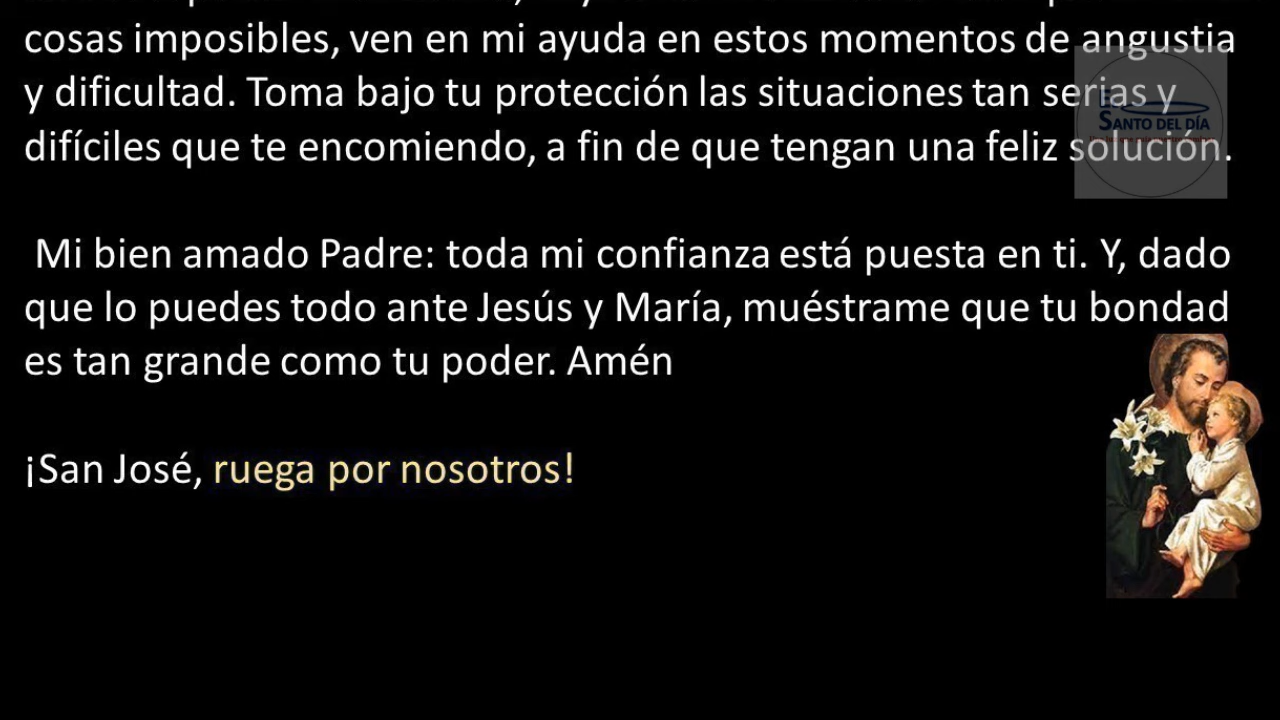 cosas imposibles, ven en mi ayuda en estos momentos de angustia
y dificultad. Toma bajo tu protección las situaciones tan serias y
difíciles que te encomiendo, a fin de que tengan una feliz solución.
SANTO DEL DÍA
Mi bien amado Padre: toda mi confianza está puesta en ti. Y, dado
que lo puedes todo ante Jesús y María, muéstrame que tu bondad
es tan grande como tu poder. Amén
¡San José, ruega por nosotros!